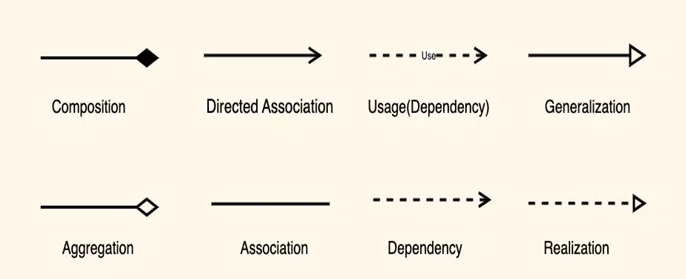 Use
Composition
Directed Association
Usage(Dependency)
Generalization
Aggregation
Association
Dependency
Realization